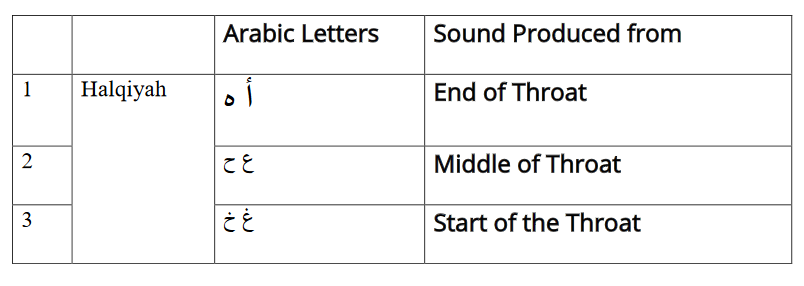 Arabic Letters Sound Produced from
1 Halqiyah أ ه End of Throat
2 ع ح Middle of Throat
3 غ خ Start of the Throat